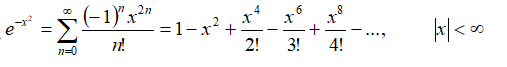 e^{-x^2} = \sum_{n=0}^{\infty} \frac{(-1)^n x^{2n}}{n!} = 1 - x^2 + \frac{x^4}{2!} - \frac{x^6}{3!} + \frac{x^8}{4!} - ..., |x| < \infty